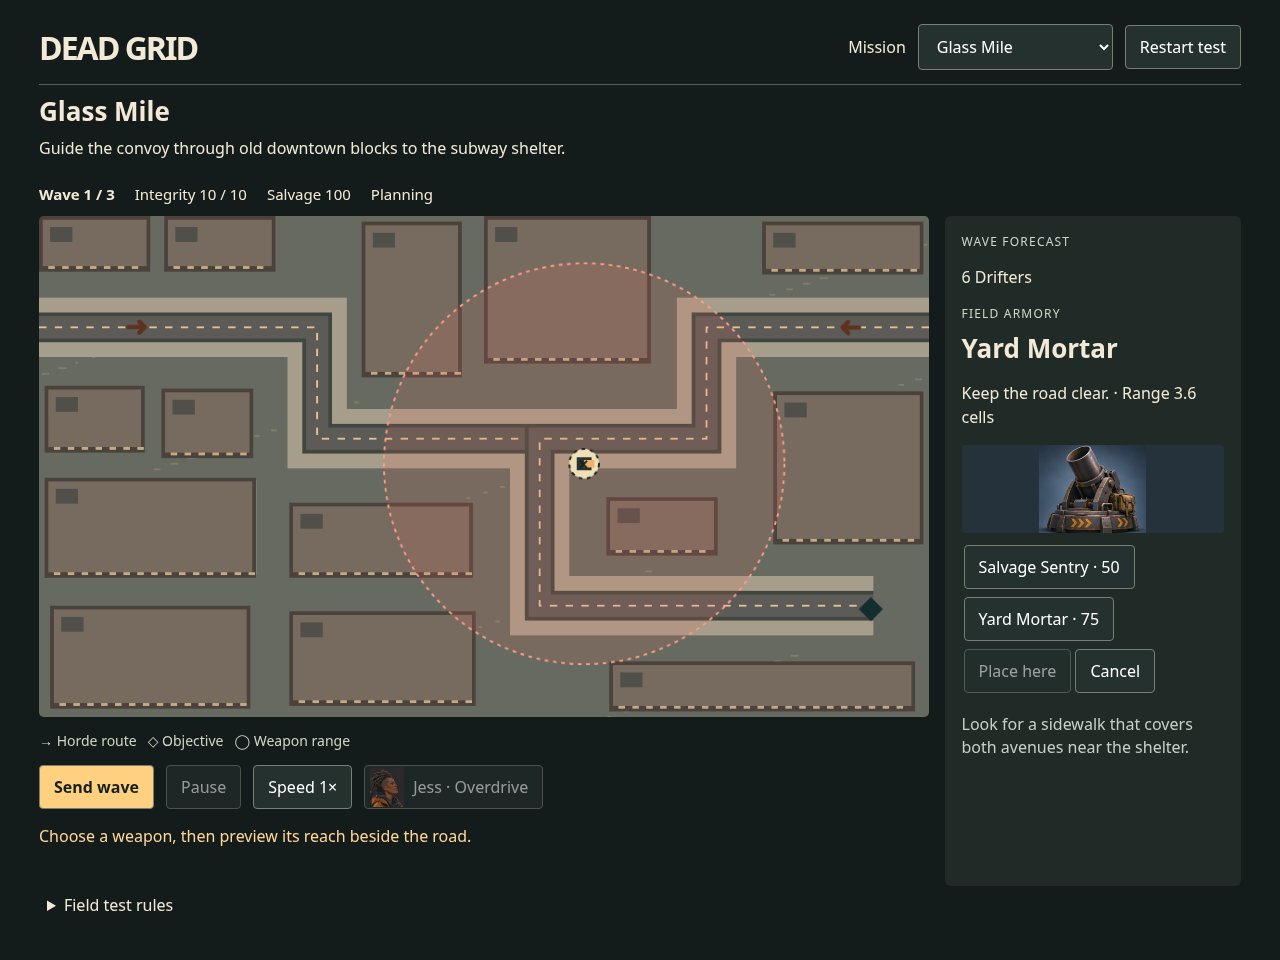 DEAD GRID
Mission
Glass Mile
Restart test
Glass Mile
Guide the convoy through old downtown blocks to the subway shelter.
Wave 1 / 3
Integrity 10 / 10
Salvage 100
Planning
WAVE FORECAST
6 Drifters
FIELD ARMORY
Yard Mortar
Keep the road clear. · Range 3.6
cells
Salvage Sentry · 50
Yard Mortar · 75
Place here
Cancel
Look for a sidewalk that covers
both avenues near the shelter.
→ Horde route
◇ Objective
◯ Weapon range
Send wave
Pause
Speed 1×
Jess · Overdrive
Choose a weapon, then preview its reach beside the road.
▶ Field test rules